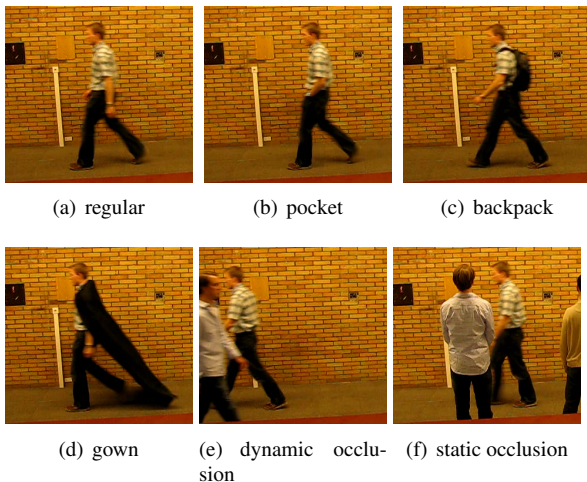 (a) regular
(b) pocket
(c) backpack
(d) gown
(e) dynamic occlu-
sion
(f) static occlusion